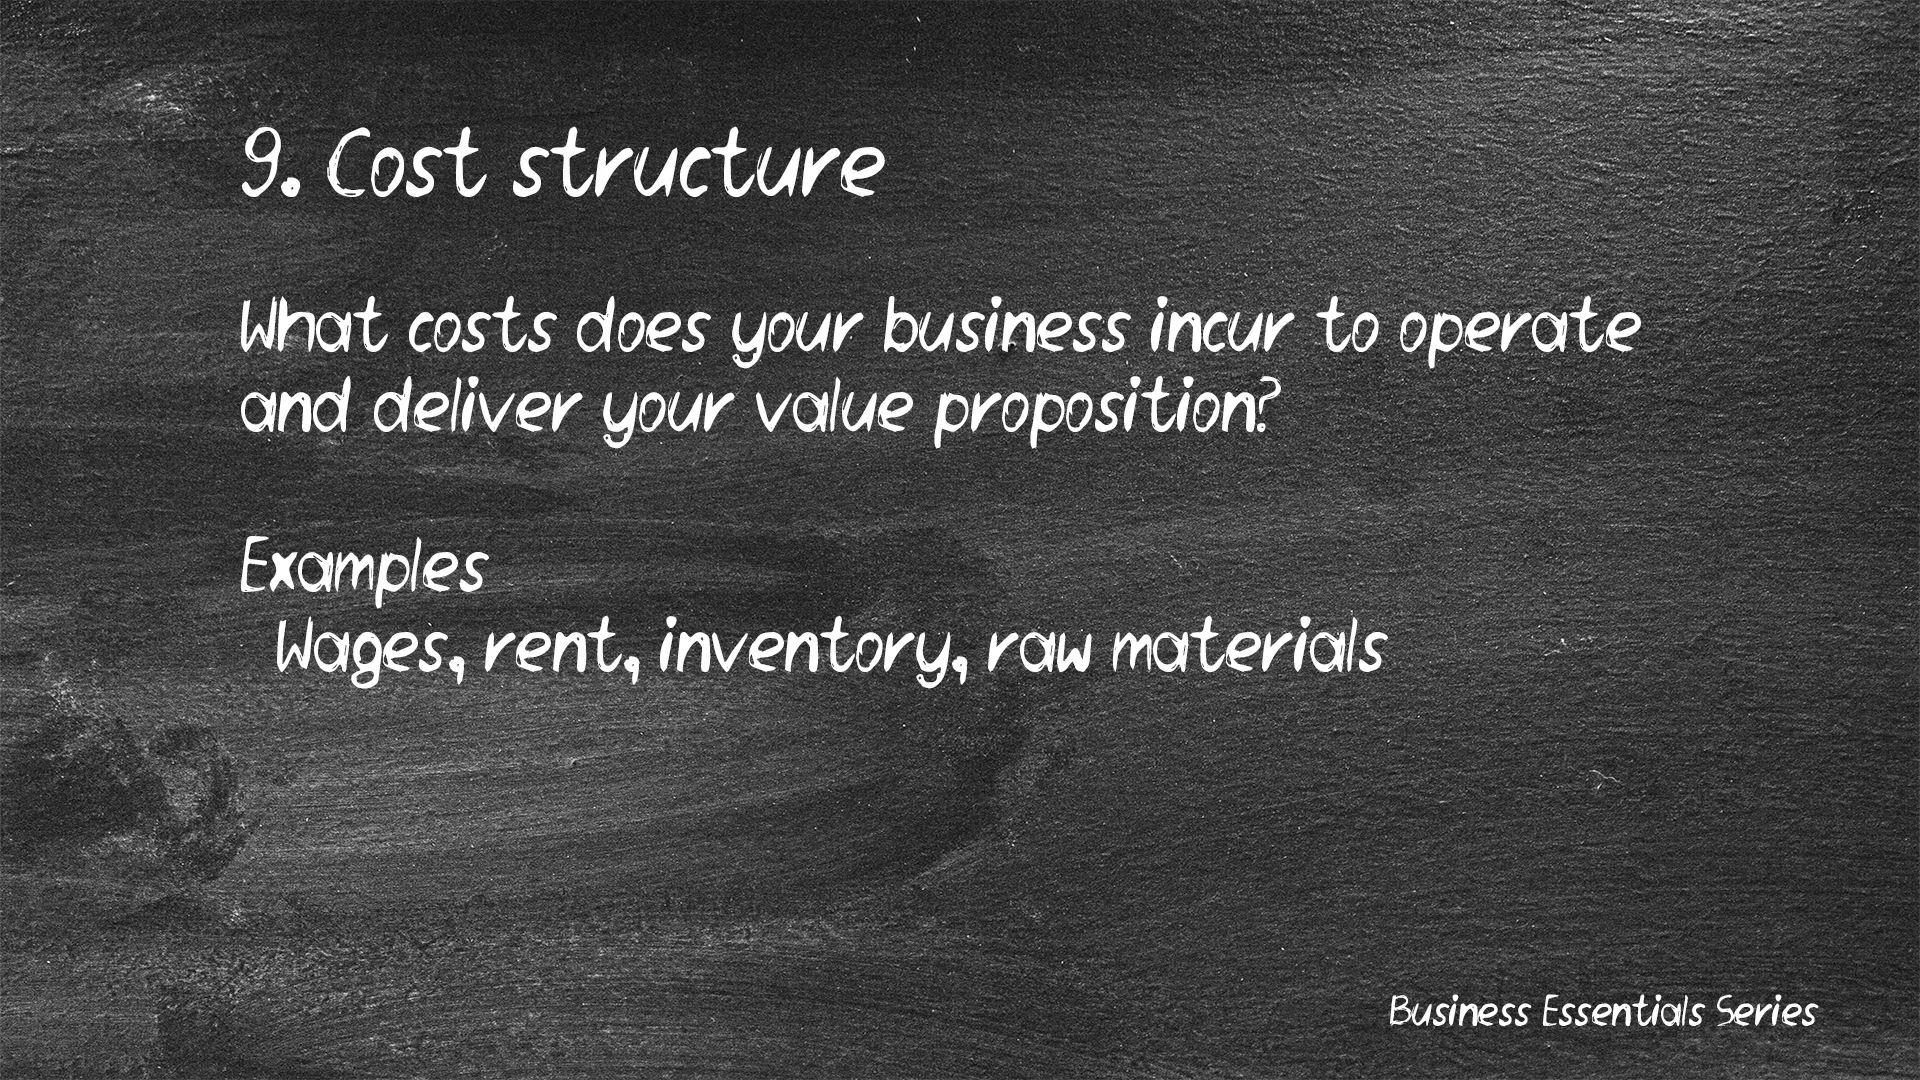 9. Cost structure
What costs does your business incur to operate
and deliver your value proposition?
Examples
Wages, rent, inventory, raw materials
Business Essentials Series